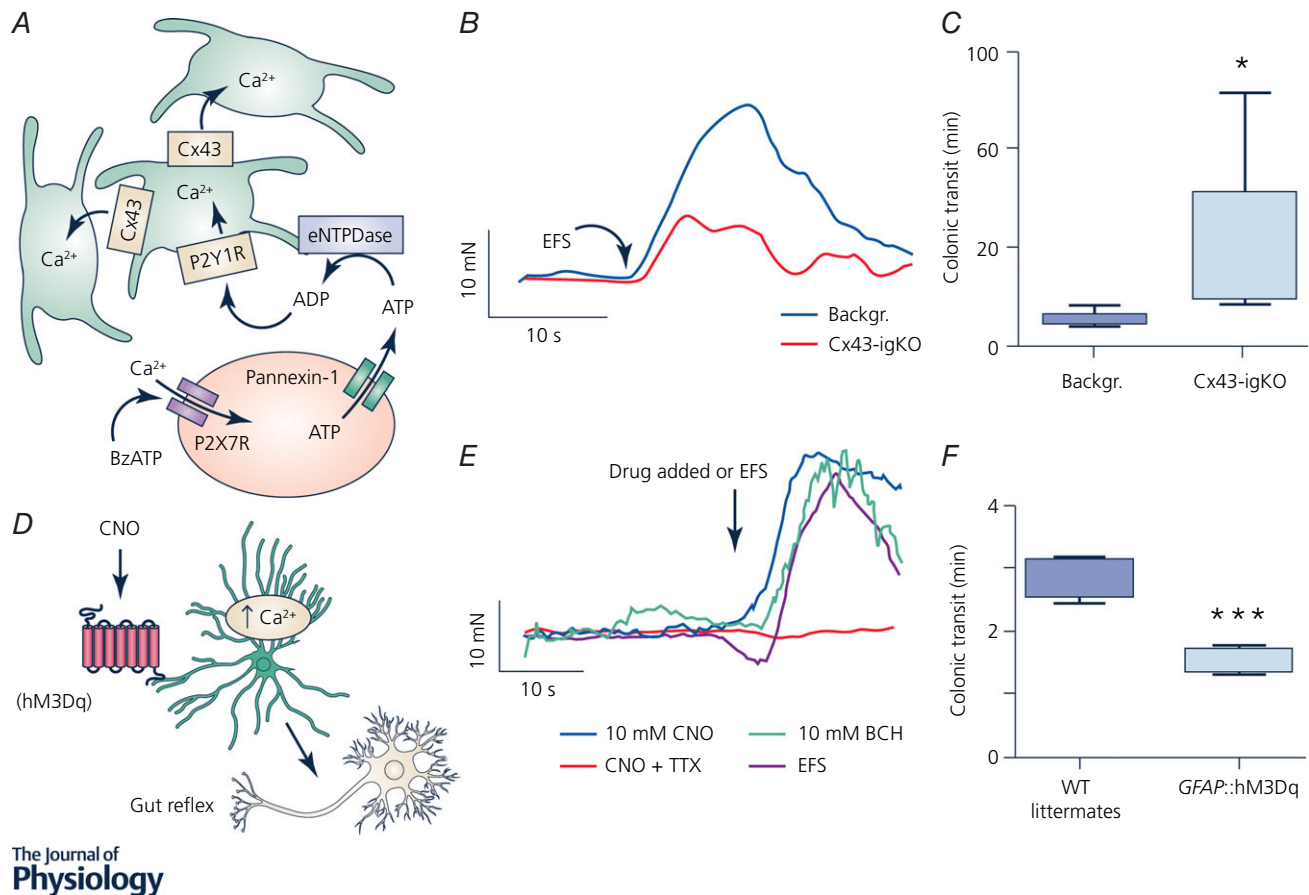 A
Ca²⁺
Cx43
Ca²⁺
Cx43
Ca²⁺
P2Y1R
eNTPDase
ADP
ATP
Ca²⁺
Pannexin-1
P2X7R
ATP
BzATP
B
EFS
10 mN
10 s
Backgr.
Cx43-igKO
C
Colonic transit (min)
100
60
20
0
*
Backgr.
Cx43-igKO
D
CNO
↑ Ca²⁺
(hM3Dq)
Gut reflex
E
Drug added or EFS
10 mN
10 s
10 mM CNO
10 mM BCH
CNO + TTX
EFS
F
Colonic transit (min)
4
3
2
1
0
***
WT
littermates
GFAP::hM3Dq
The Journal of
Physiology